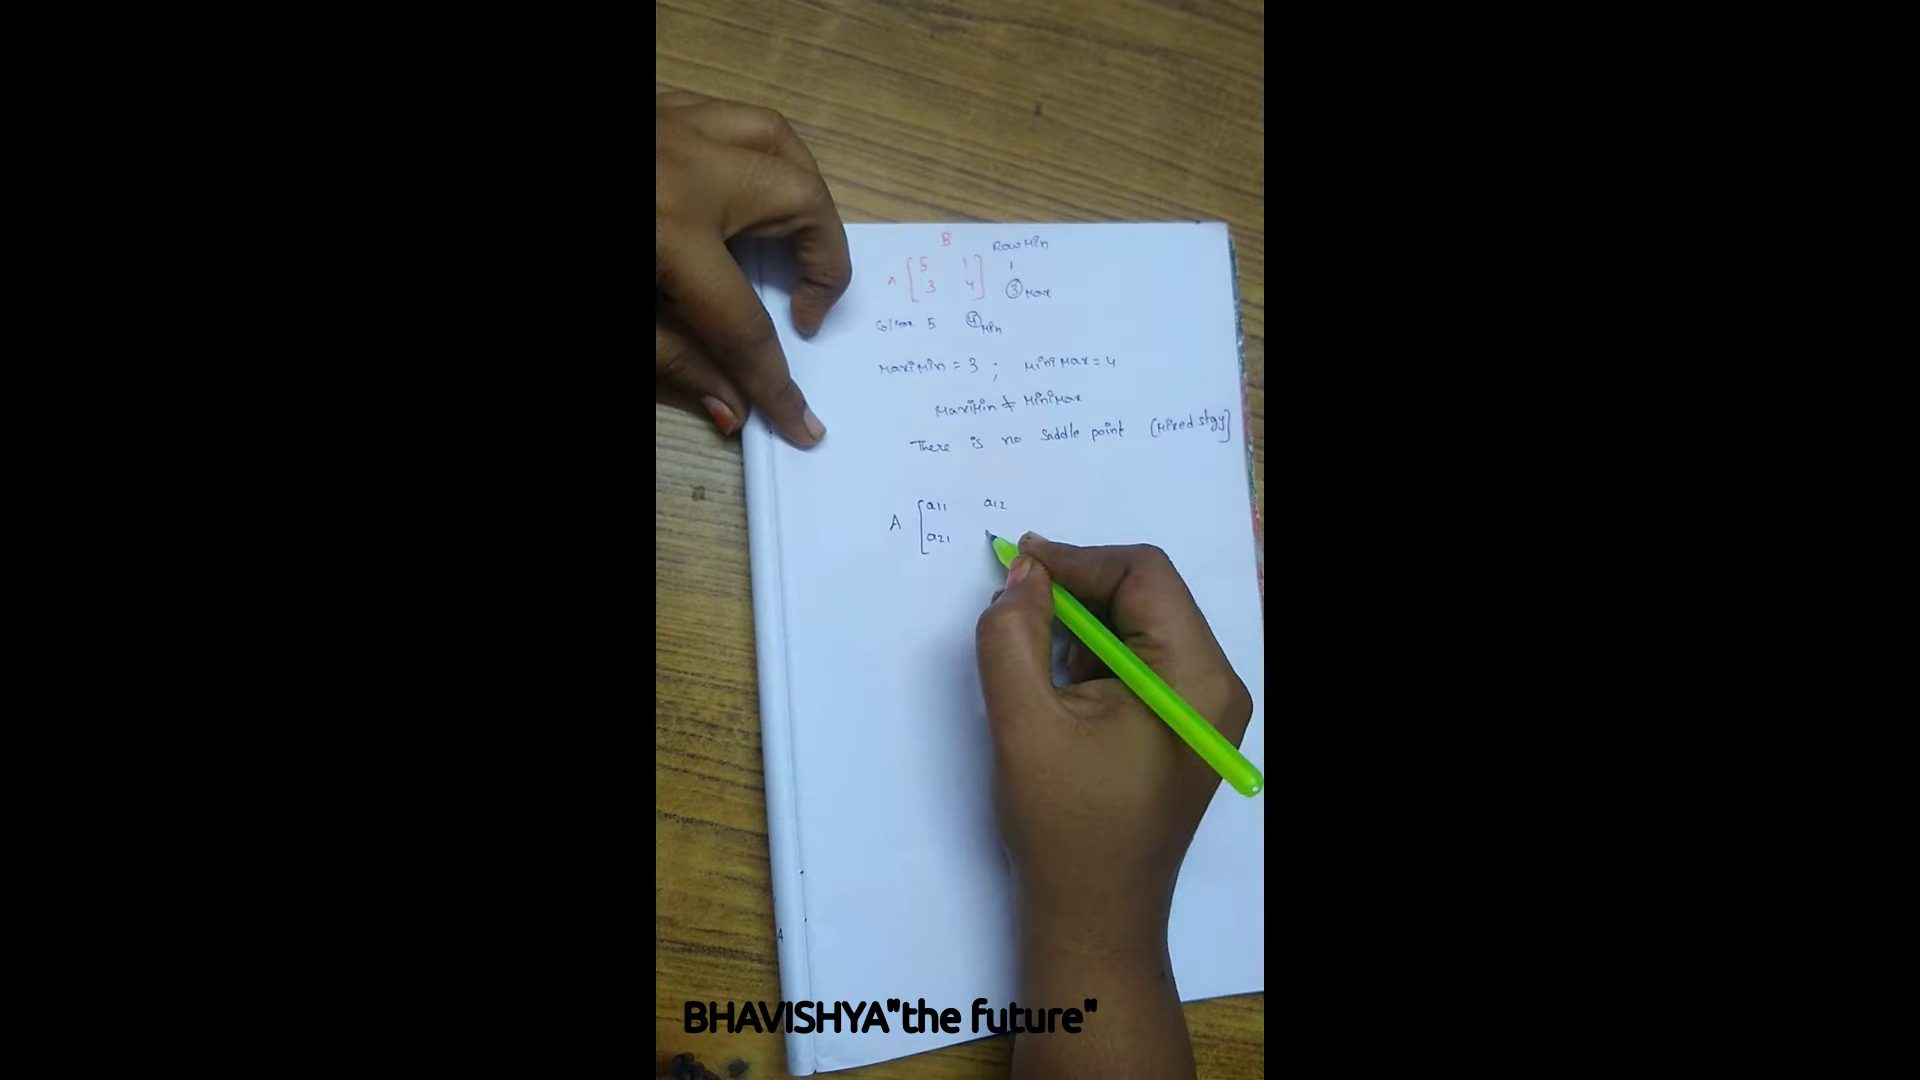 B Row Min
A [ 5 1 ] 1
3 4 3 Max
Col Max 5 4 Min
MaxiMin = 3 ; MiniMax = 4
MaxiMin ≠ MiniMax
There is no Saddle point (Mixed stgy)
A [ a11 a12
a21
A
BHAVISHYA"the future"